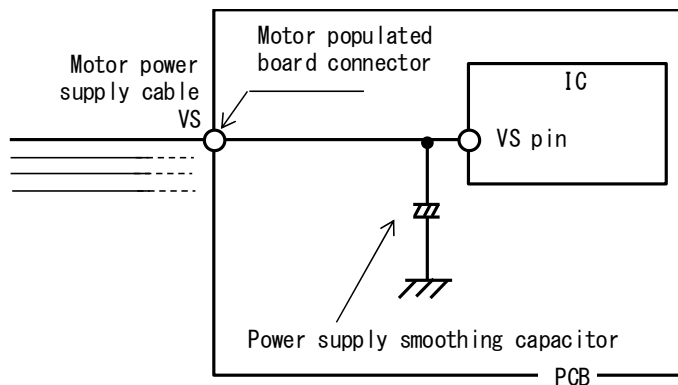 Motor populated
board connector
Motor power
supply cable
VS
IC
VS pin
Power supply smoothing capacitor
PCB